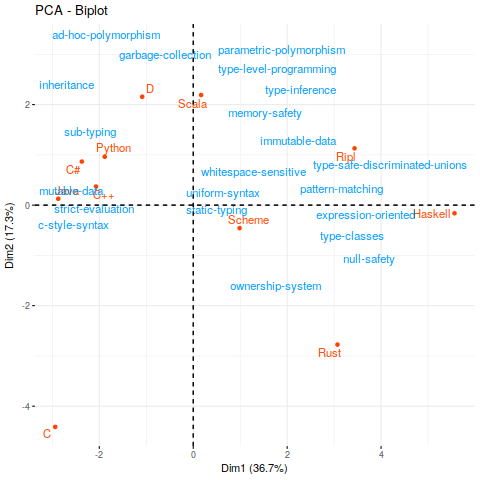 PCA - Biplot
ad-hoc-polymorphism
garbage-collection
parametric-polymorphism
type-level-programming
inheritance
D
type-inference
Scala
memory-safety
sub-typing
immutable-data
Python
Ripl
C#
type-safe-discriminated-unions
whitespace-sensitive
mutable-data
C++
uniform-syntax
pattern-matching
strict-evaluation
static-typing
expression-oriented
Haskell
c-style-syntax
Scheme
type-classes
null-safety
ownership-system
Rust
C
2
0
-2
-4
-2
0
2
4
Dim1 (36.7%)
Dim2 (17.3%)